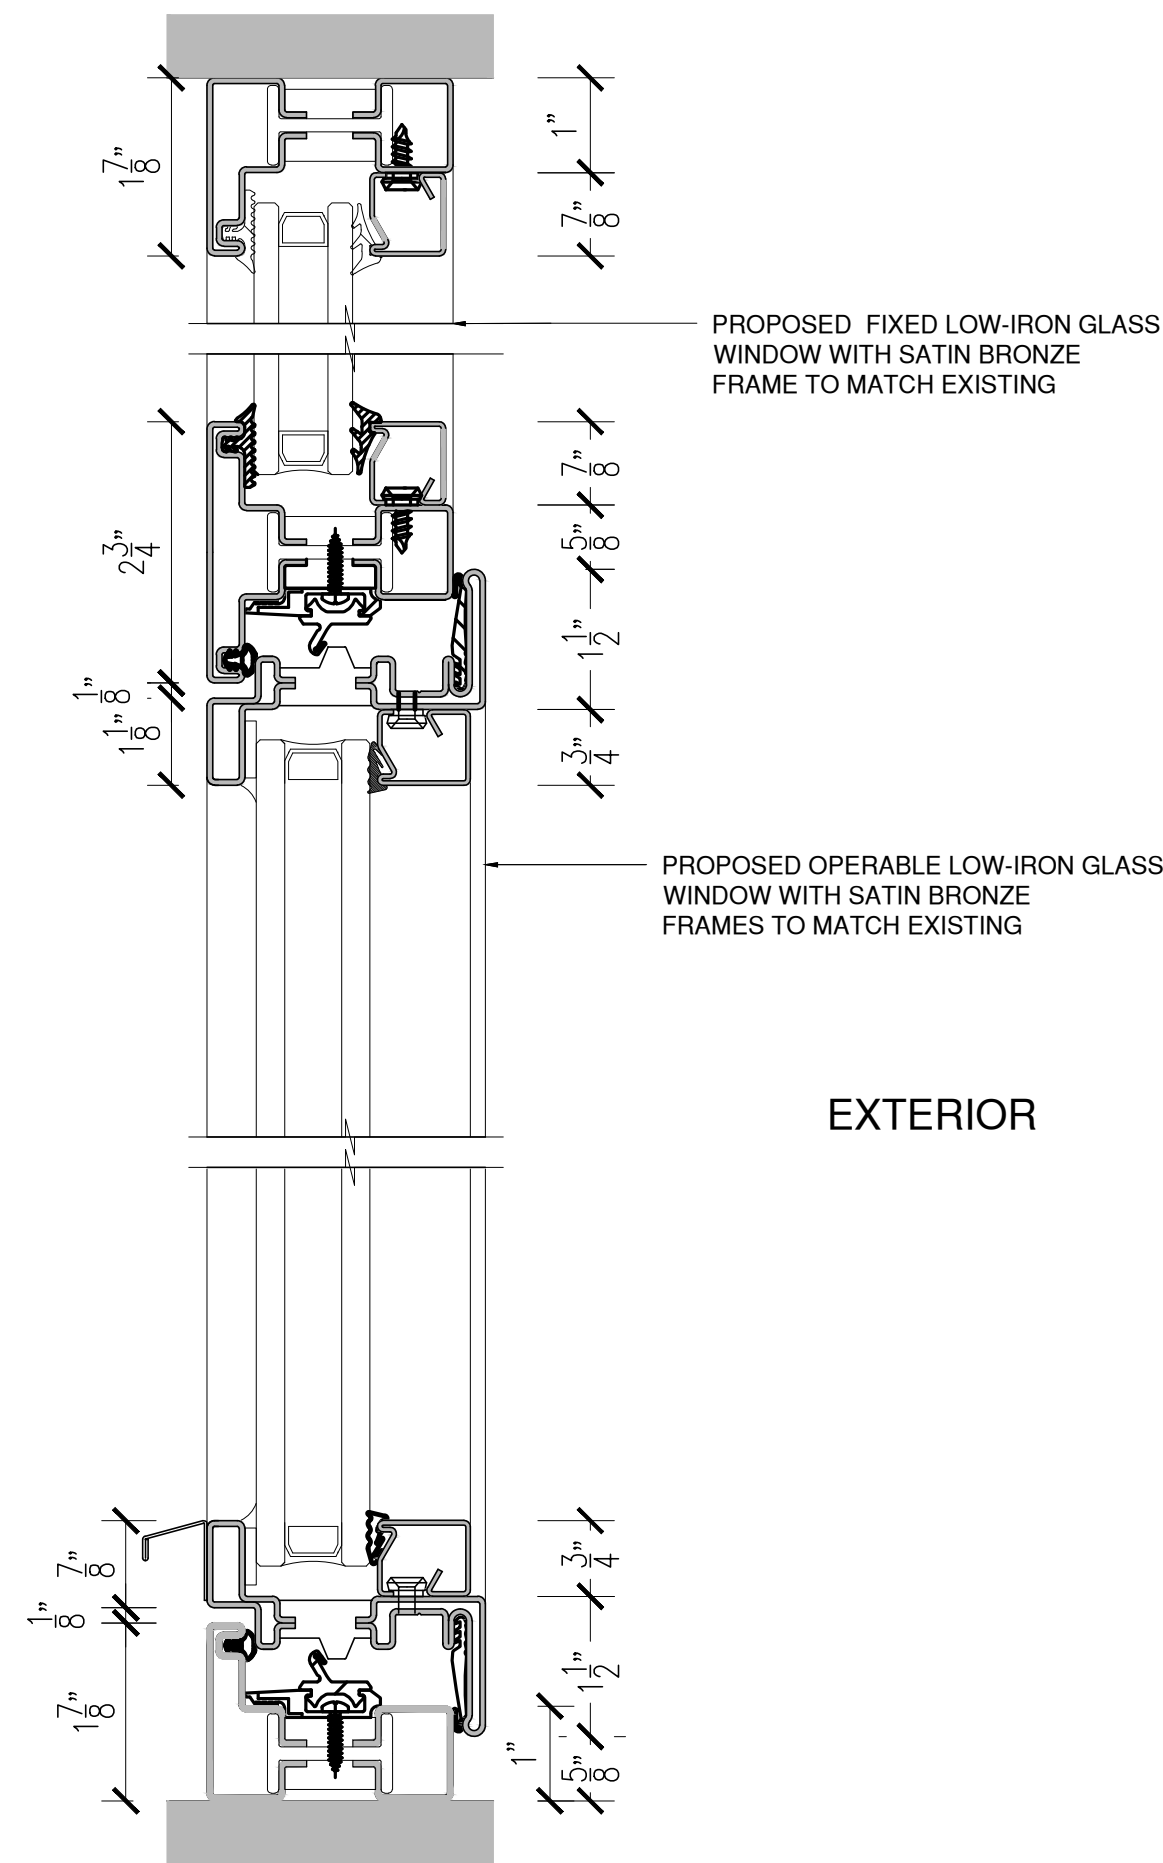 1 7/8"
1"
7/8"
PROPOSED FIXED LOW-IRON GLASS
WINDOW WITH SATIN BRONZE
FRAME TO MATCH EXISTING
7/8"
2 3/4"
5/8"
1 1/2"
1/8"
1 1/8"
3/4"
PROPOSED OPERABLE LOW-IRON GLASS
WINDOW WITH SATIN BRONZE
FRAMES TO MATCH EXISTING
EXTERIOR
7/8"
3/4"
1/8"
1 1/2"
1 7/8"
1"
5/8"